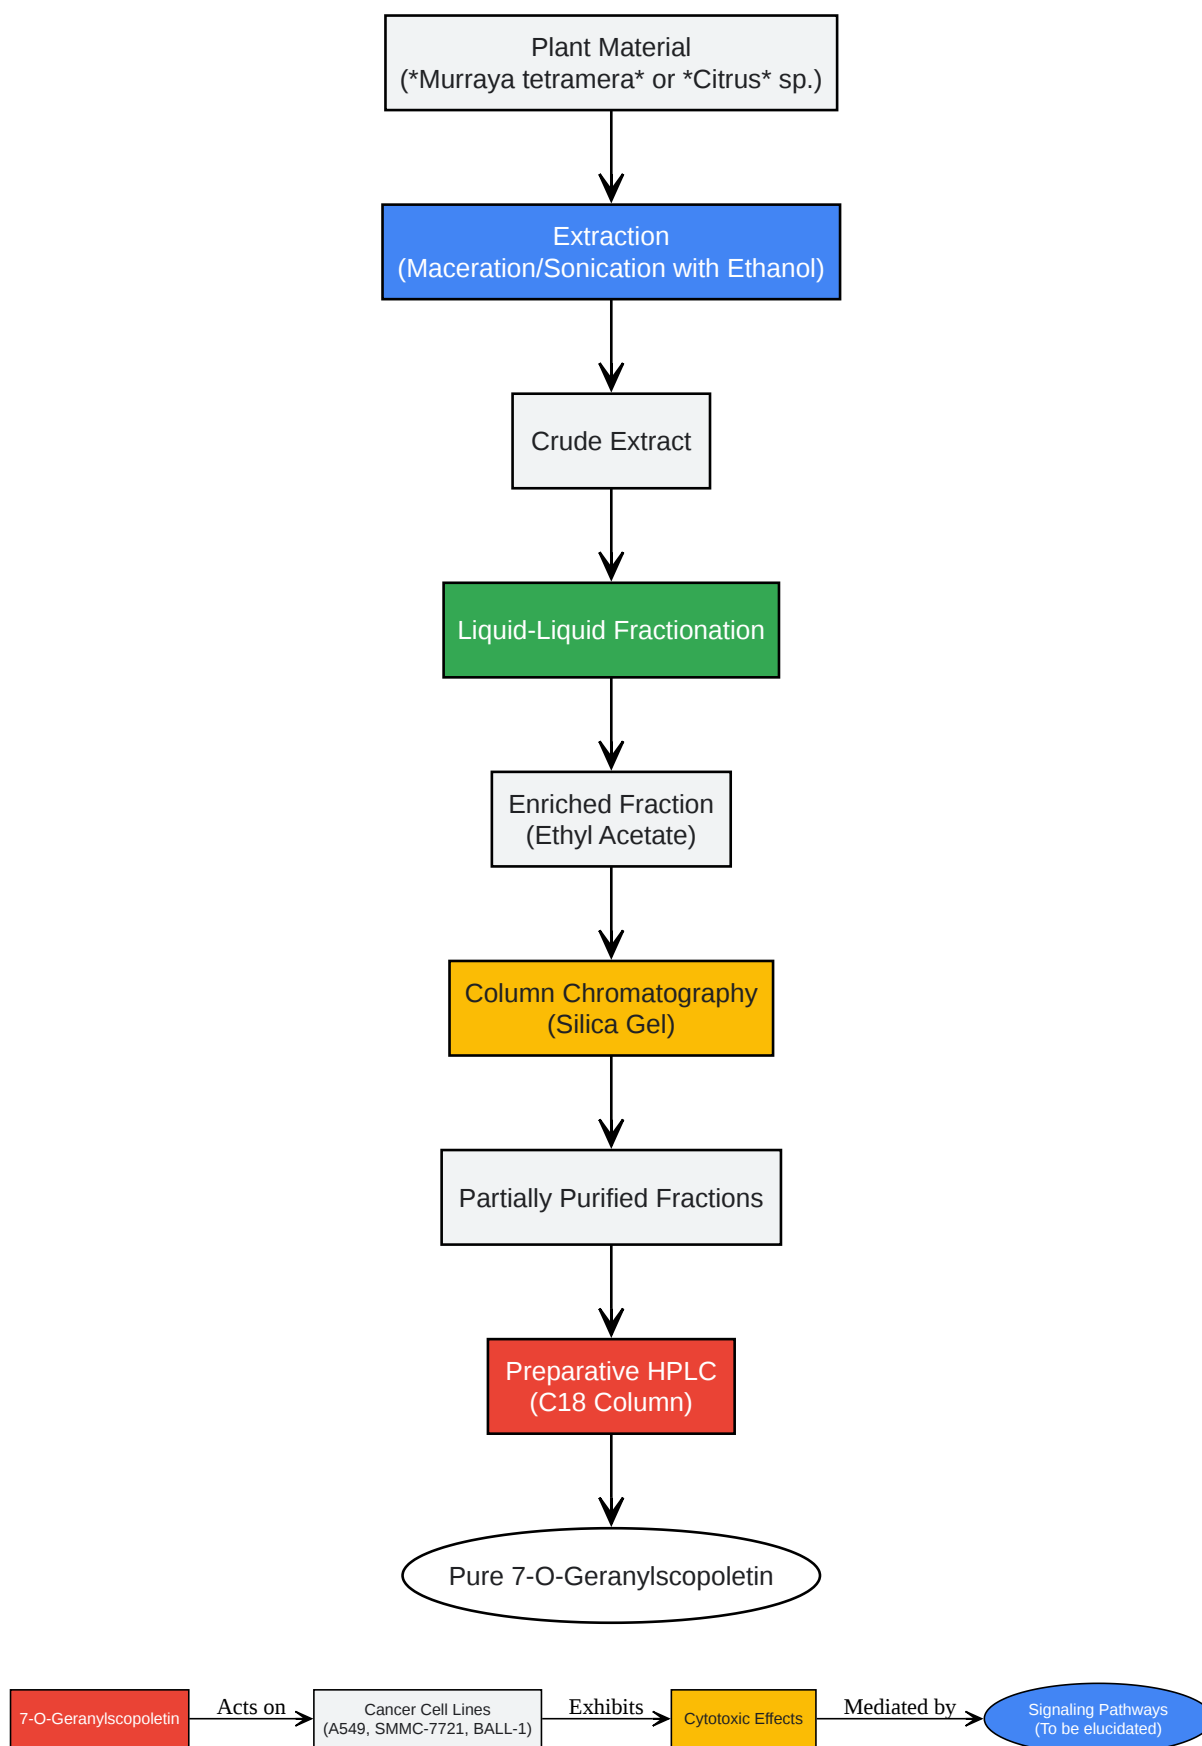 Plant Material
(*Murraya tetramera* or *Citrus* sp.)
Extraction
(Maceration/Sonication with Ethanol)
Crude Extract
Liquid-Liquid Fractionation
Enriched Fraction
(Ethyl Acetate)
Column Chromatography
(Silica Gel)
Partially Purified Fractions
Preparative HPLC
(C18 Column)
Pure 7-O-Geranylscopoletin
7-O-Geranylscopoletin
Acts on
Cancer Cell Lines
(A549, SMMC-7721, BALL-1)
Exhibits
Cytotoxic Effects
Mediated by
Signaling Pathways
(To be elucidated)